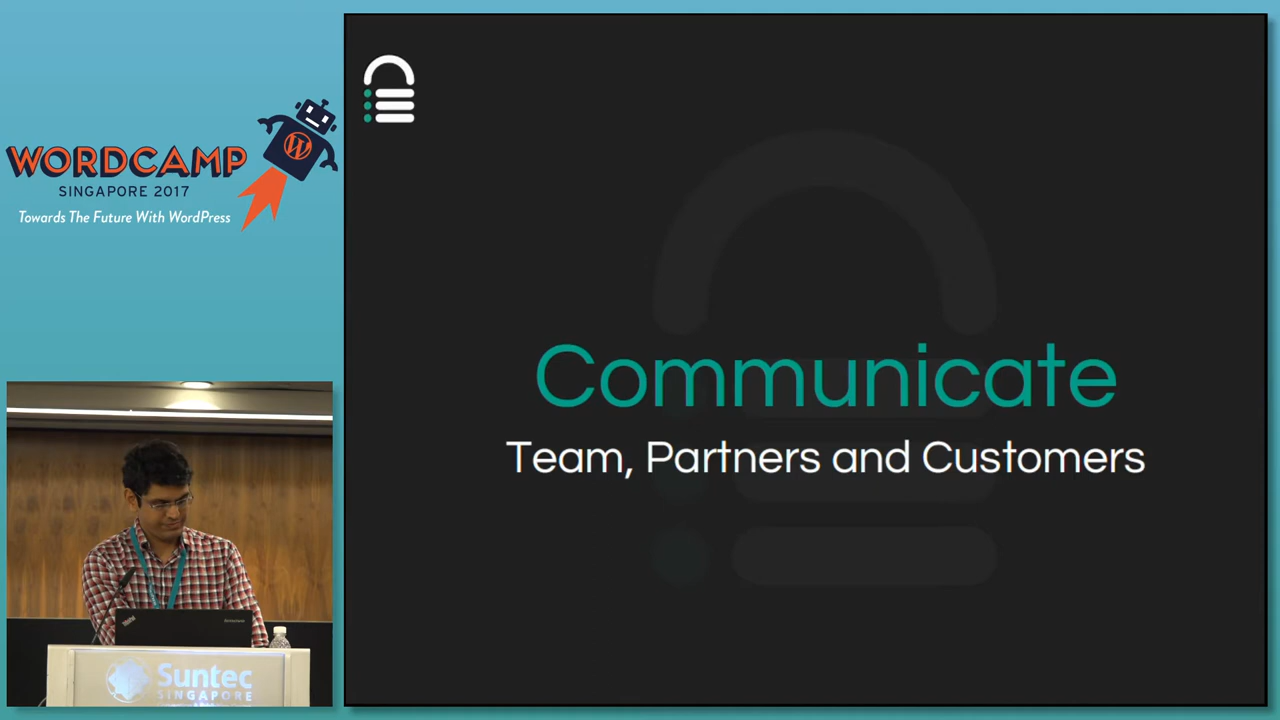 WORDCAMP
SINGAPORE 2017
Towards The Future With WordPress
Communicate
Team, Partners and Customers
Suntec
SINGAPORE